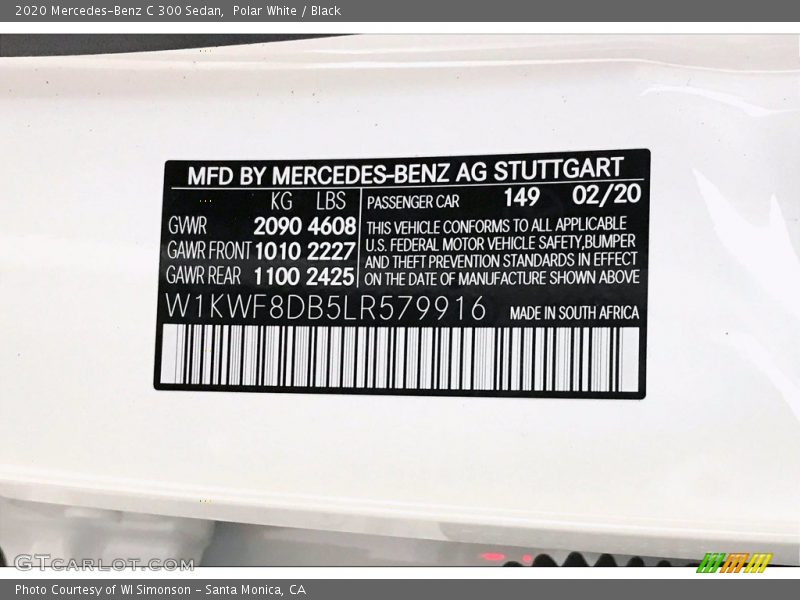 2020 Mercedes-Benz C 300 Sedan, Polar White / Black
MFD BY MERCEDES-BENZ AG STUTTGART
KG LBS
GWR 2090 4608
GAWR FRONT 1010 2227
GAWR REAR 1100 2425
PASSENGER CAR 149 02/20
THIS VEHICLE CONFORMS TO ALL APPLICABLE
U.S. FEDERAL MOTOR VEHICLE SAFETY,BUMPER
AND THEFT PREVENTION STANDARDS IN EFFECT
ON THE DATE OF MANUFACTURE SHOWN ABOVE
W1KWF8DB5LR579916 MADE IN SOUTH AFRICA
GTcarlot.com
Photo Courtesy of WI Simonson - Santa Monica, CA